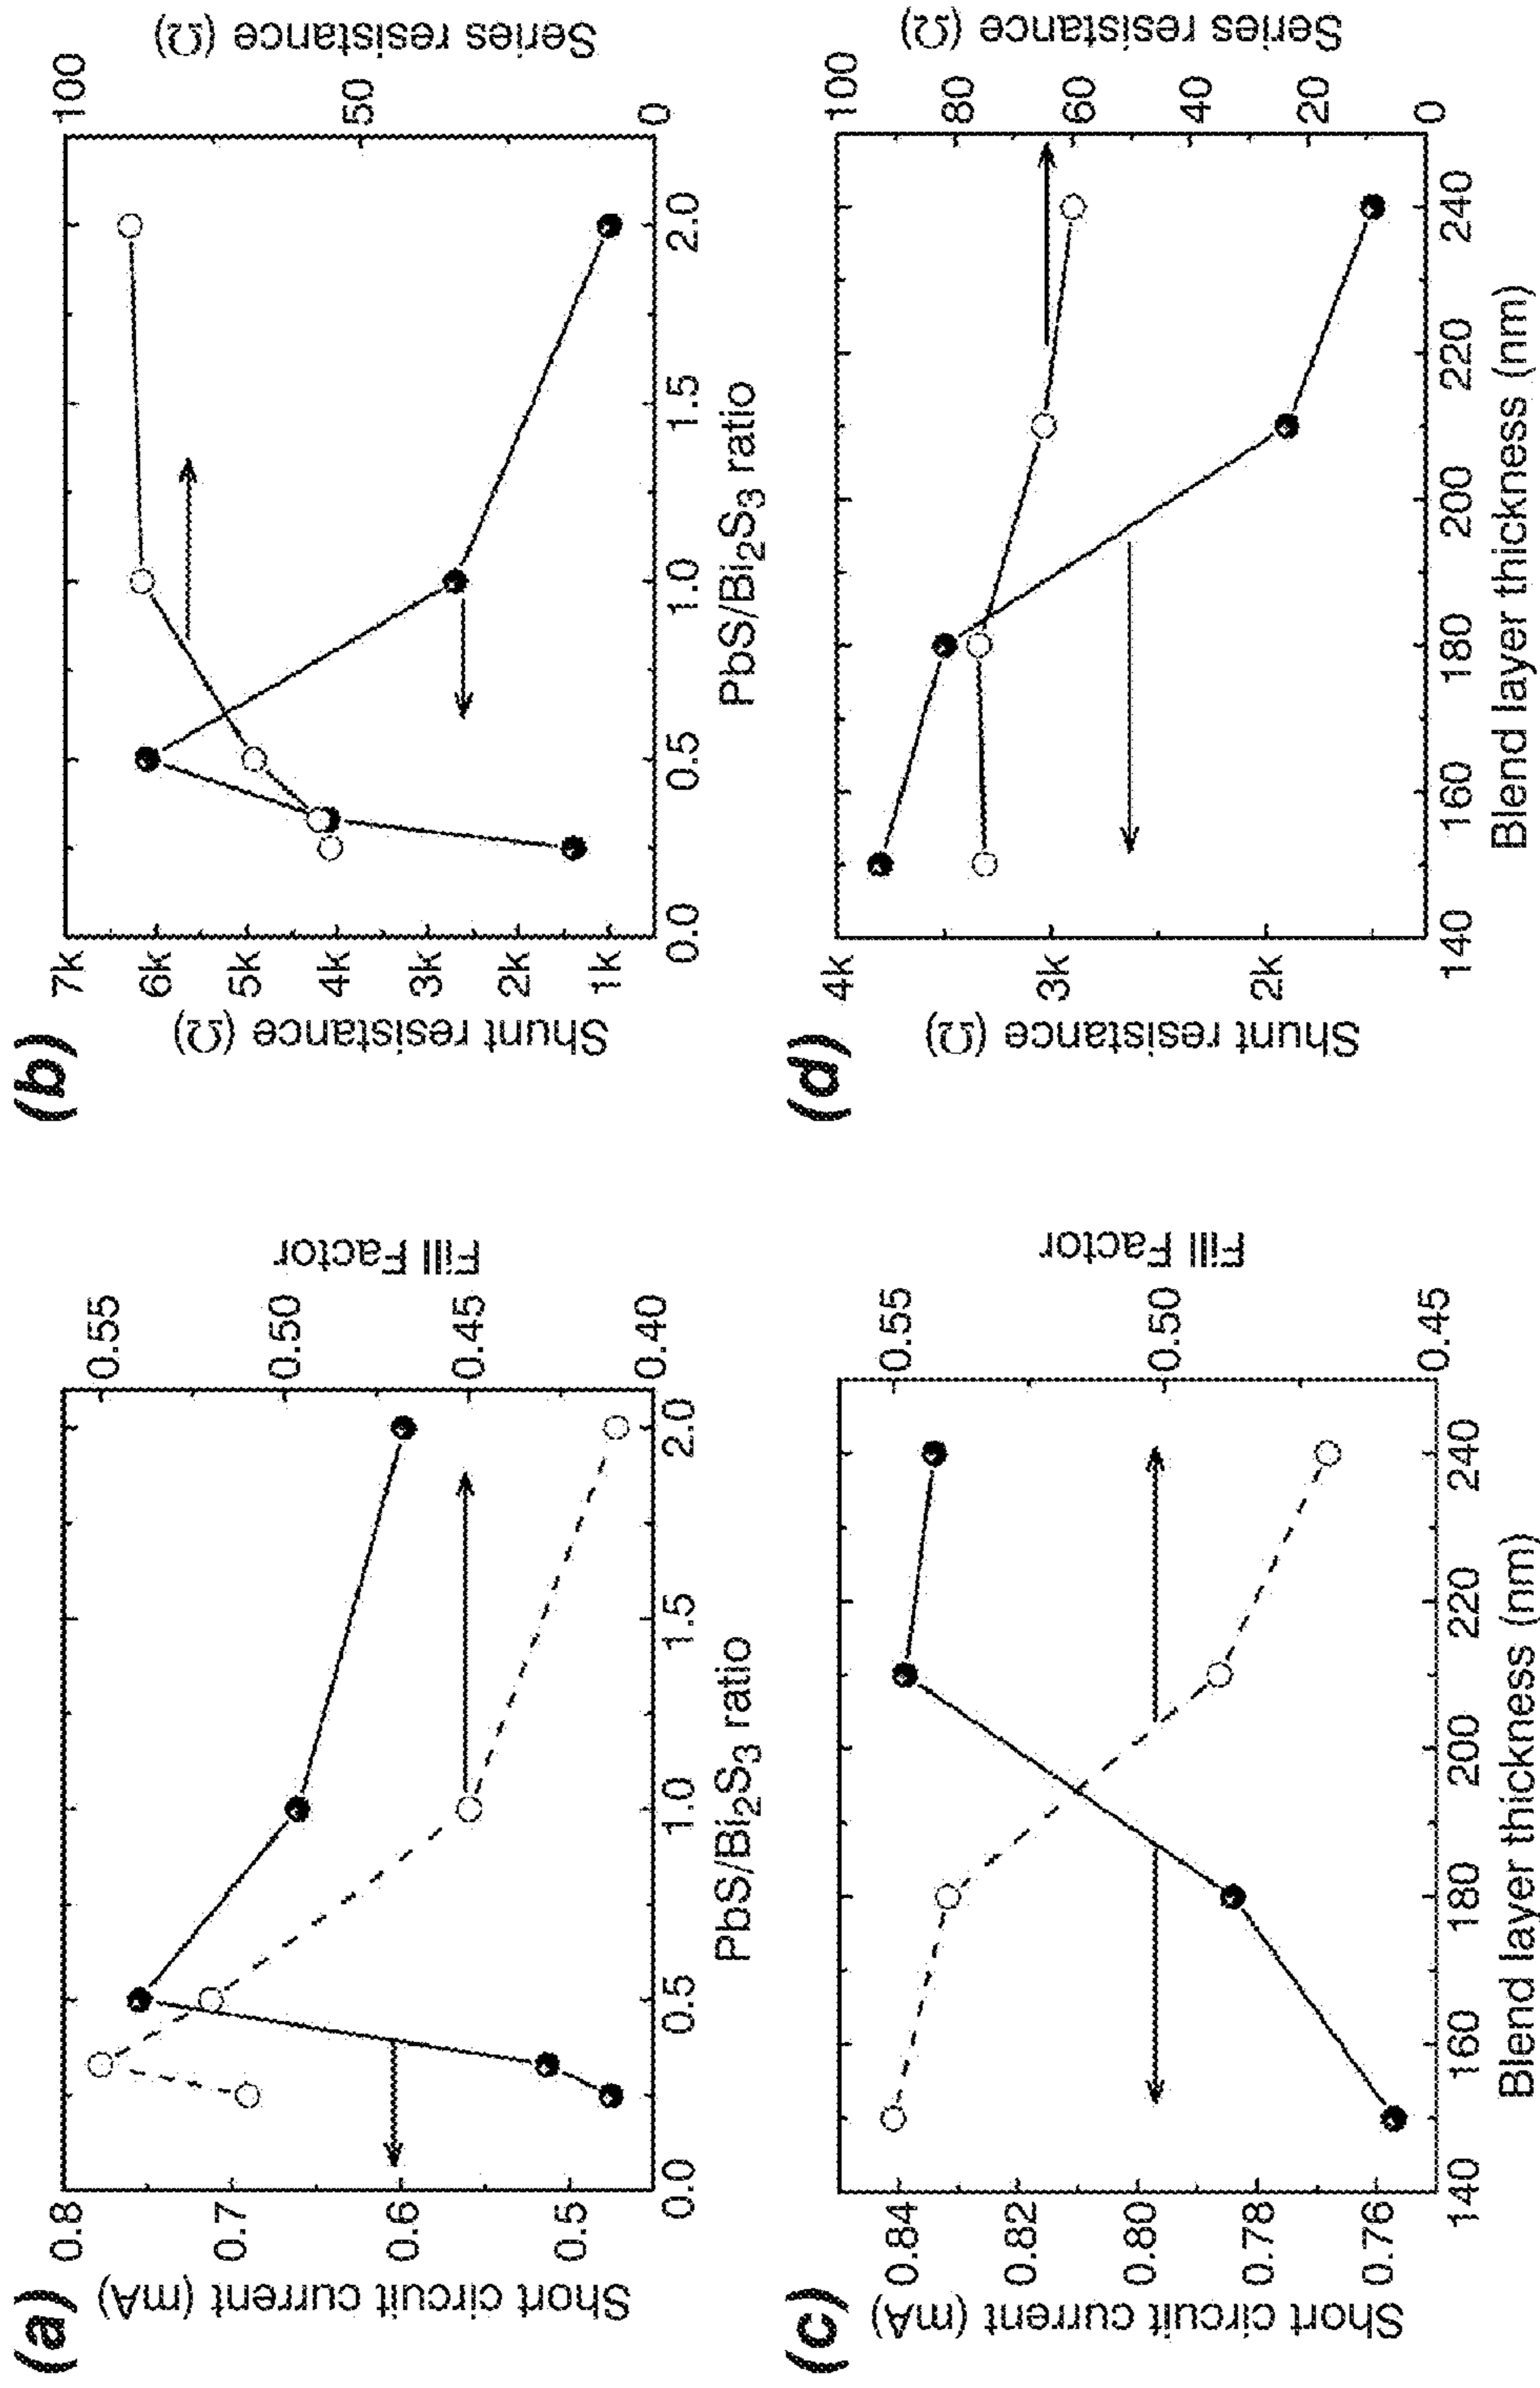 (a)
Short circuit current (mA)
0.8
0.7
0.6
0.5
0.0
0.5
1.0
1.5
2.0
PbS/Bi2S3 ratio
0.55
0.50
0.45
0.40
Fill Factor
(b)
Shunt resistance (Ω)
7k
6k
5k
4k
3k
2k
1k
0.0
0.5
1.0
1.5
2.0
PbS/Bi2S3 ratio
100
50
0
Series resistance (Ω)
(c)
Short circuit current (mA)
0.84
0.82
0.80
0.78
0.76
140
160
180
200
220
240
Blend layer thickness (nm)
0.55
0.50
0.45
Fill Factor
(d)
Shunt resistance (Ω)
4k
3k
2k
140
160
180
200
220
240
Blend layer thickness (nm)
100
80
60
40
20
0
Series resistance (Ω)